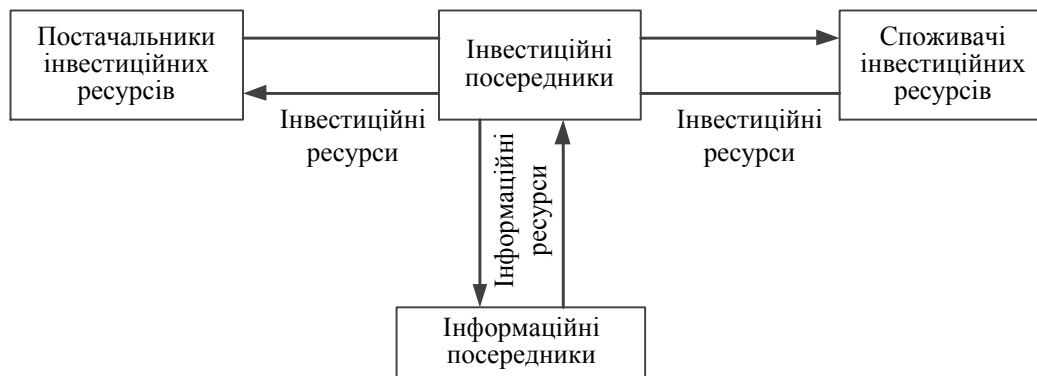 Постачальники
інвестиційних
ресурсів
Інвестиційні
посередники
Споживачі
інвестиційних
ресурсів
Інвестиційні
ресурси
Інвестиційні
ресурси
Інформаційні
ресурси
Інформаційні
посередники